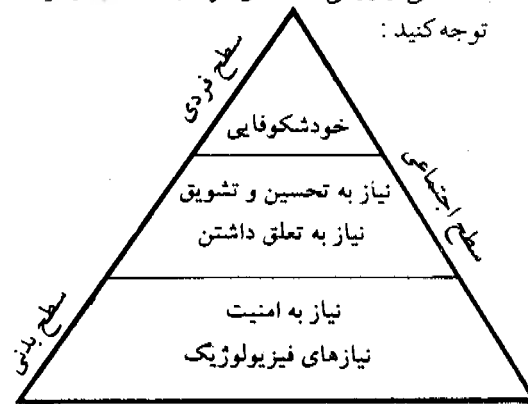 توجه کنید :
سطح فردی
خودشکوفایی
سطح اجتماعی
نیاز به تحسین و تشویق
نیاز به تعلق داشتن
سطح بدنی
نیاز به امنیت
نیازهای فیزیولوژیک